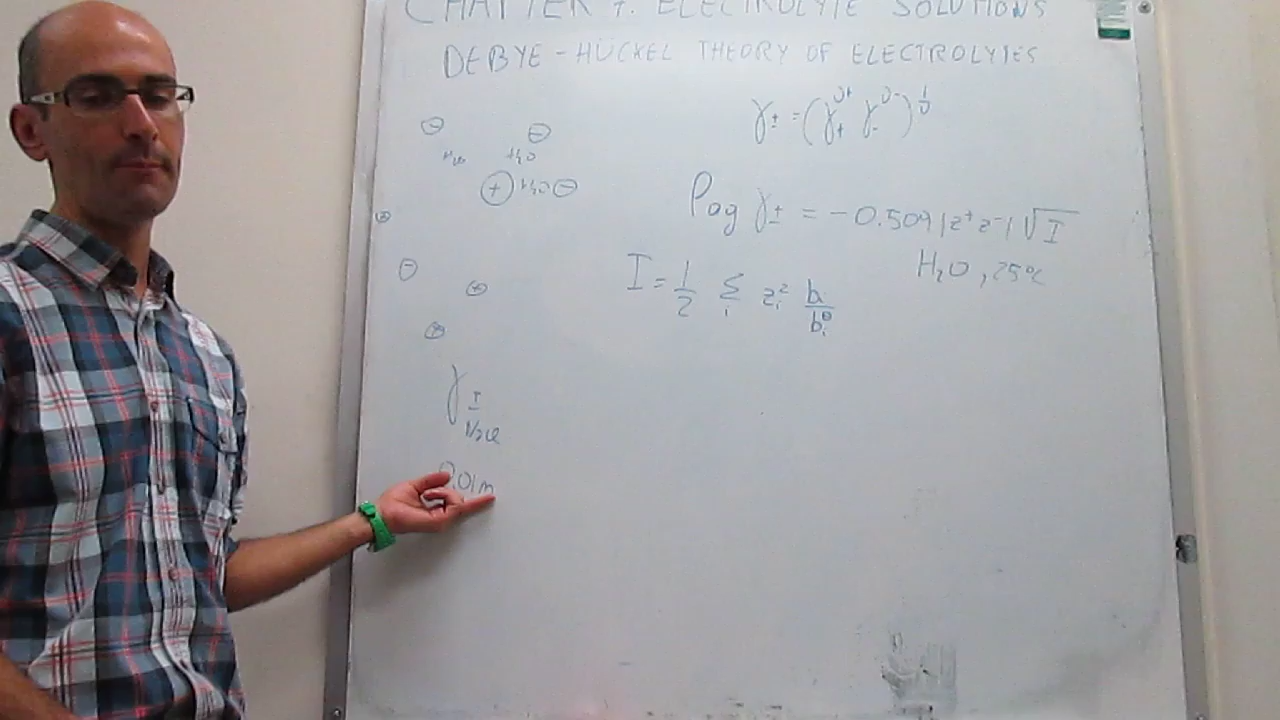 CHAPTER 7. ELECTROLYTE SOLUTIONS
DEBYE-HÜCKEL THEORY OF ELECTROLYTES
γ± = (γ+^ν+ γ-^ν-)^1/ν
⊖ ⊖
H2O H2O
⊕ H2O ⊖
⊕
log γ± = -0.509 |z+ z-| √I
H2O, 25°C
⊖
⊕
I = 1/2 Σi zi² bi/bi°
⊕
γ±
NaCl
0.01m